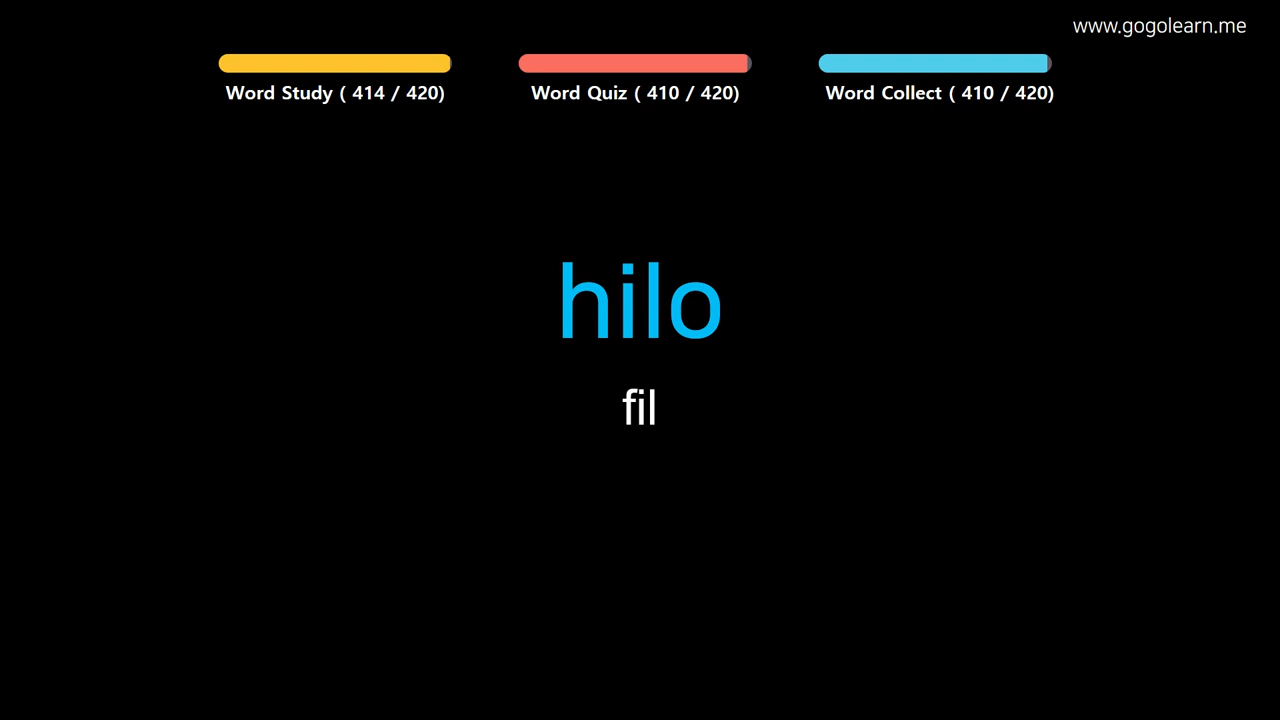 www.gogolearn.me
Word Study ( 414 / 420)
Word Quiz ( 410 / 420)
Word Collect ( 410 / 420)
hilo
fil